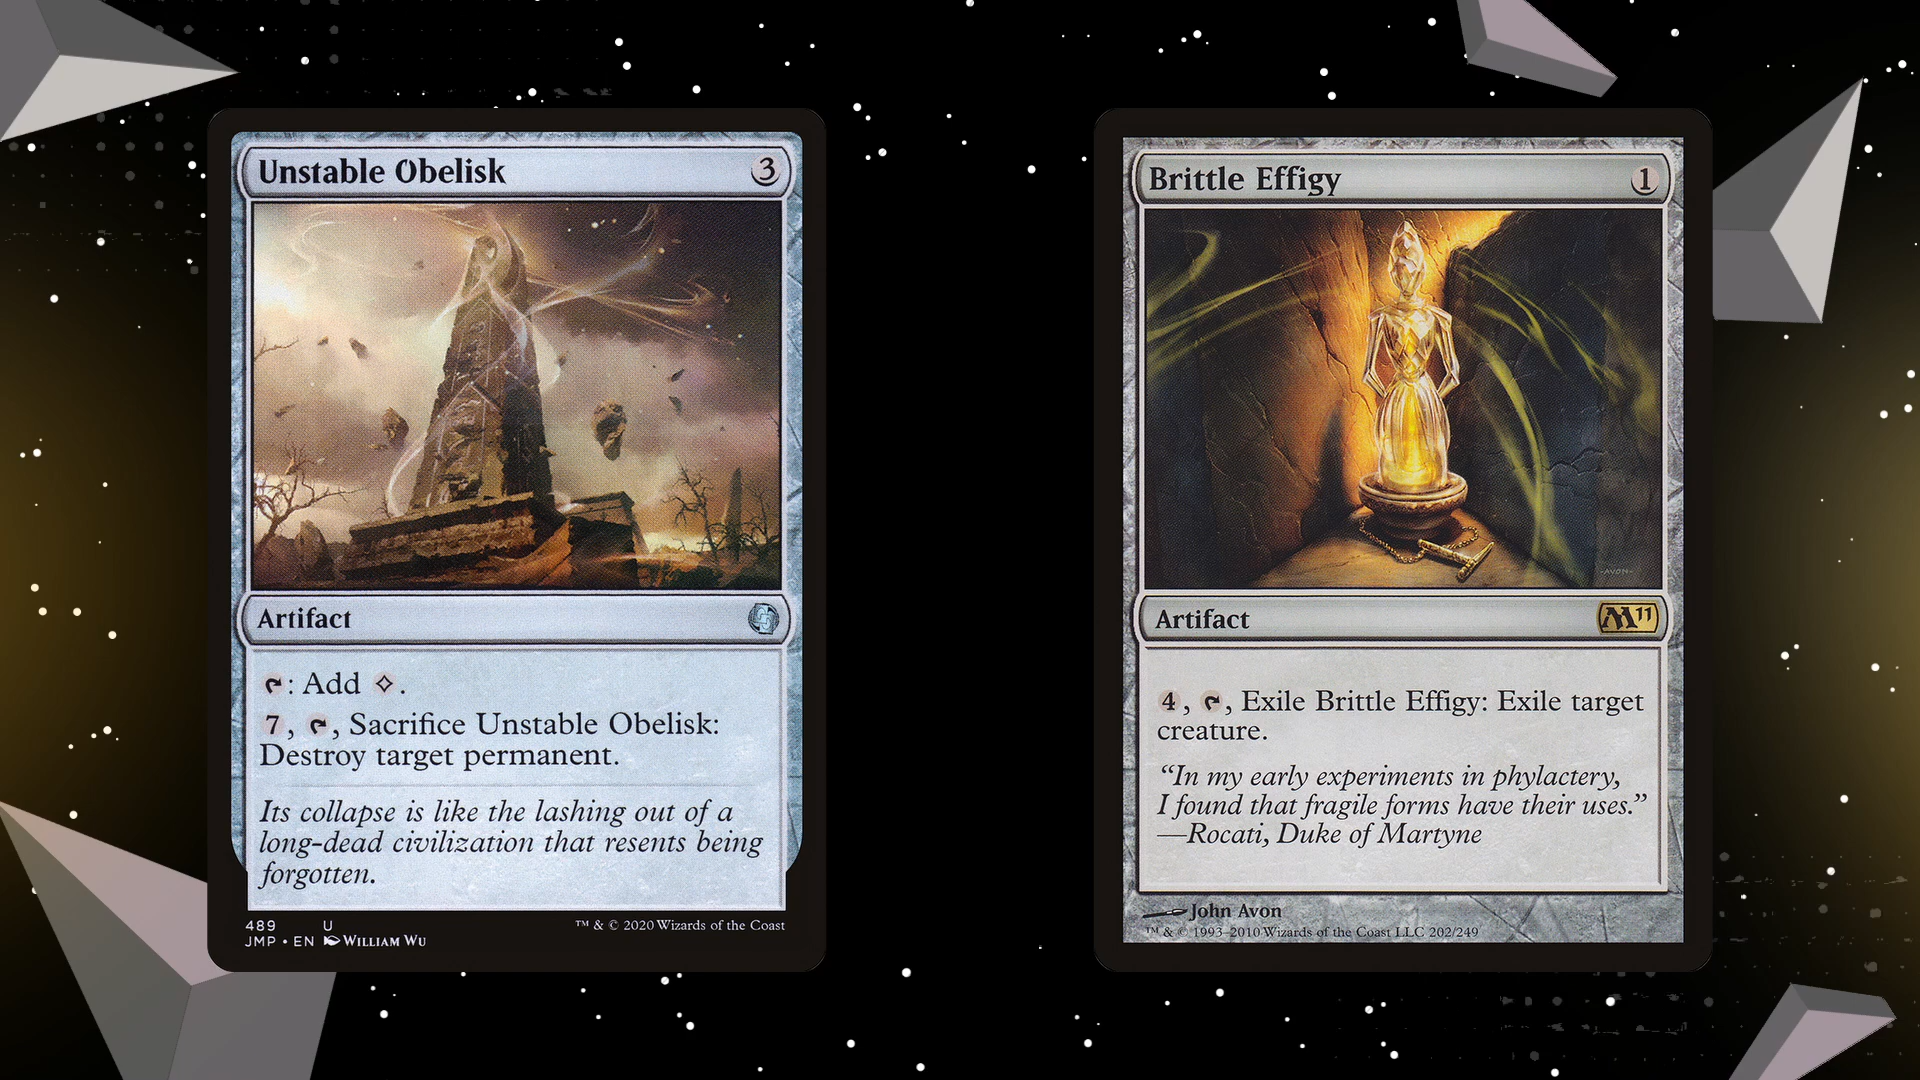 Unstable Obelisk 3
Artifact
: Add .
7, , Sacrifice Unstable Obelisk:
Destroy target permanent.
Its collapse is like the lashing out of a
long-dead civilization that resents being
forgotten.
489 U
JMP • EN William Wu
™ & © 2020 Wizards of the Coast
Brittle Effigy 1
-AVON-
Artifact M11
4, , Exile Brittle Effigy: Exile target
creature.
“In my early experiments in phylactery,
I found that fragile forms have their uses.”
—Rocati, Duke of Martyne
John Avon
™ & © 1993–2010 Wizards of the Coast LLC 202/249